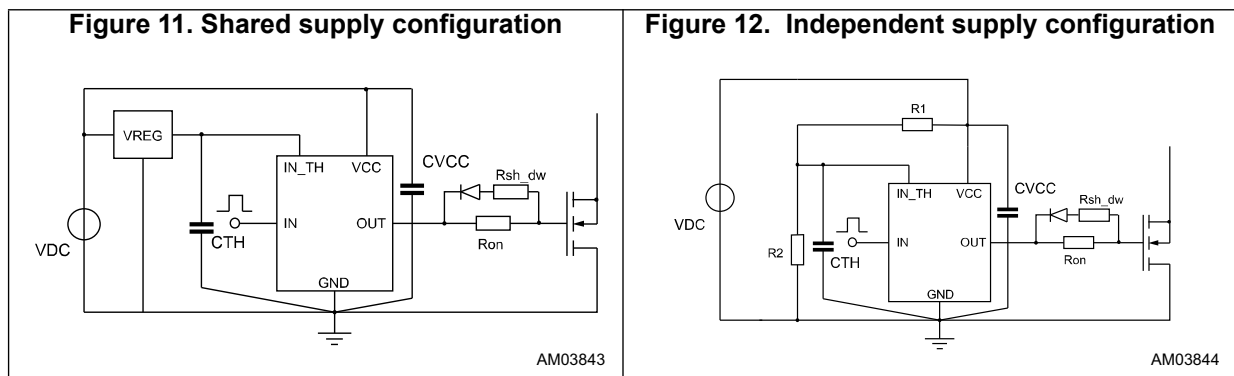 Figure 11. Shared supply configuration
VREG
IN_TH
VCC
CVCC
Rsh_dw
IN
OUT
CTH
Ron
VDC
GND
AM03843
Figure 12. Independent supply configuration
R1
IN_TH
VCC
CVCC
Rsh_dw
VDC
IN
OUT
R2
CTH
Ron
GND
AM03844